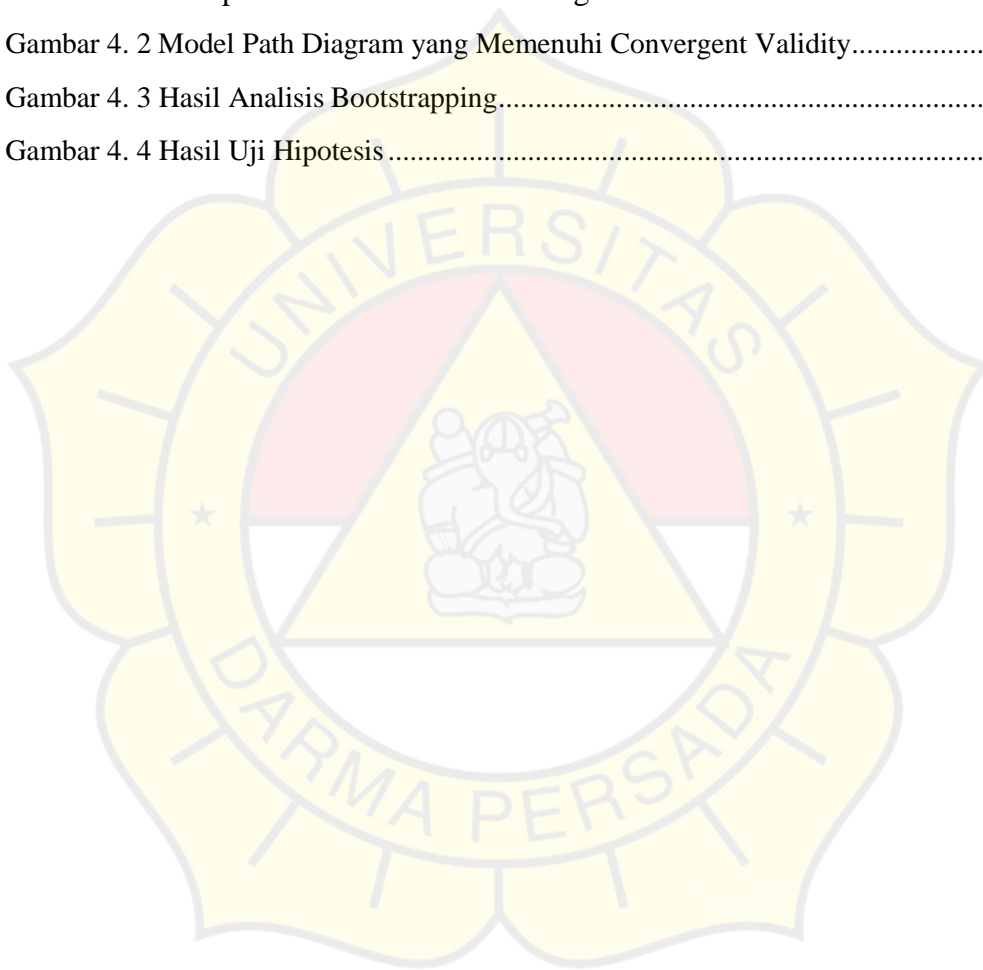 Gambar 4. 2 Model Path Diagram yang Memenuhi Convergent Validity..................
Gambar 4. 3 Hasil Analisis Bootstrapping..................................................................
Gambar 4. 4 Hasil Uji Hipotesis.................................................................................
UNIVERSITAS
DARMA PERSADA